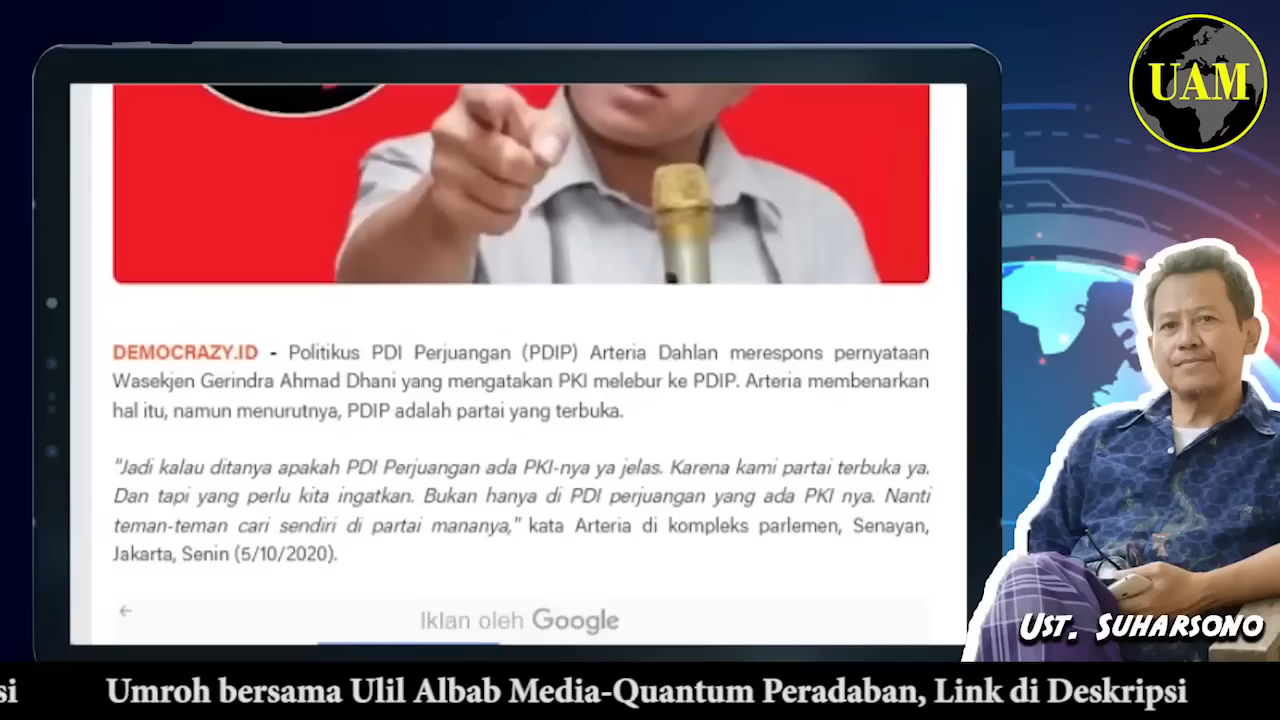 UAM
DEMOCRAZY.ID - Politikus PDI Perjuangan (PDIP) Arteria Dahlan merespons pernyataan
Wasekjen Gerindra Ahmad Dhani yang mengatakan PKI melebur ke PDIP. Arteria membenarkan
hal itu, namun menurutnya, PDIP adalah partai yang terbuka.
"Jadi kalau ditanya apakah PDI Perjuangan ada PKI-nya ya jelas. Karena kami partai terbuka ya.
Dan tapi yang perlu kita ingatkan. Bukan hanya di PDI perjuangan yang ada PKI nya. Nanti
teman-teman cari sendiri di partai mananya," kata Arteria di kompleks parlemen, Senayan,
Jakarta, Senin (5/10/2020).
Iklan oleh Google
UST. SUHARSONO
si Umroh bersama Ulil Albab Media-Quantum Peradaban, Link di Deskripsi